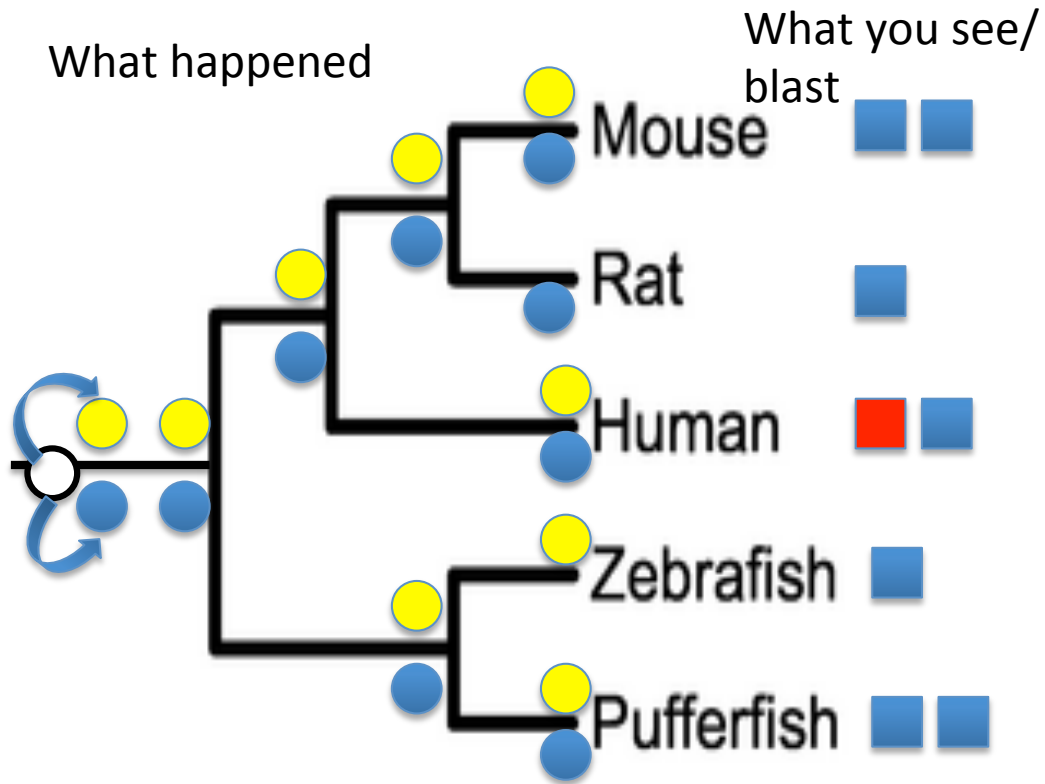 What happened
What you see/
blast
Mouse
Rat
Human
Zebrafish
Pufferfish